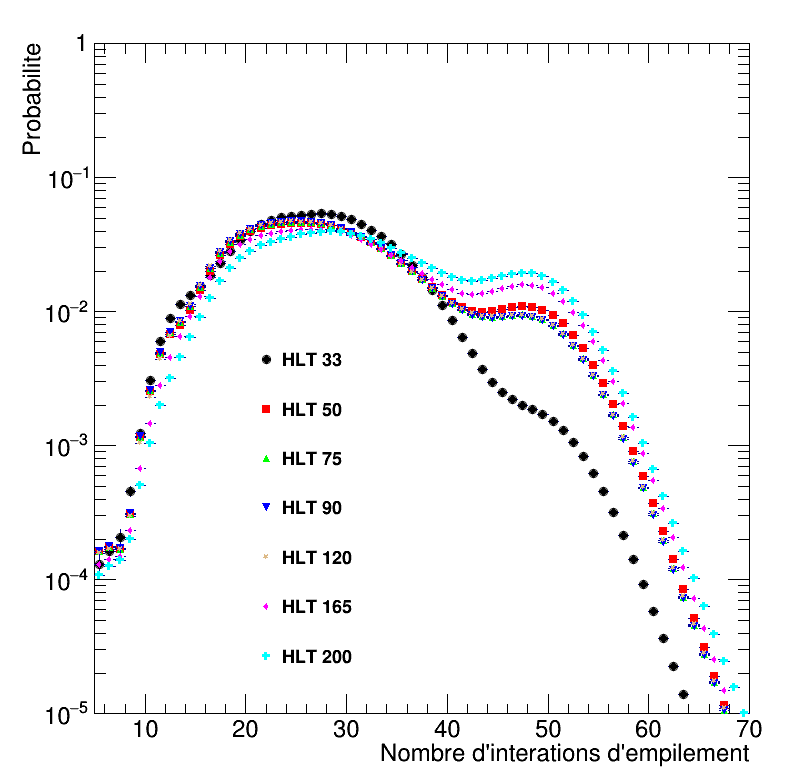 Probabilite
1
10⁻¹
10⁻²
10⁻³
10⁻⁴
10⁻⁵
HLT 33
HLT 50
HLT 75
HLT 90
HLT 120
HLT 165
HLT 200
10 20 30 40 50 60 70
Nombre d'interations d'empilement